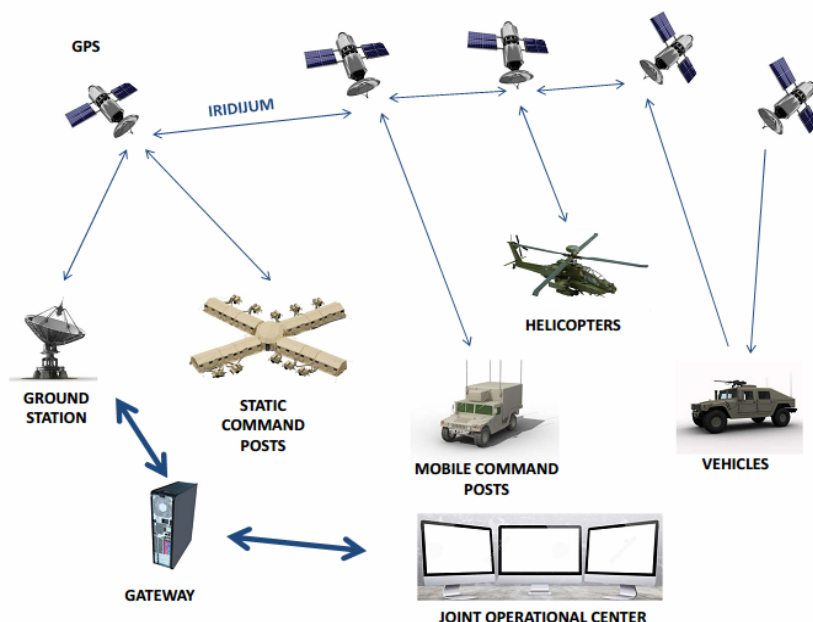 GPS
IRIDIJUM
HELICOPTERS
GROUND
STATION
STATIC
COMMAND
POSTS
MOBILE COMMAND
POSTS
VEHICLES
GATEWAY
JOINT OPERATIONAL CENTER